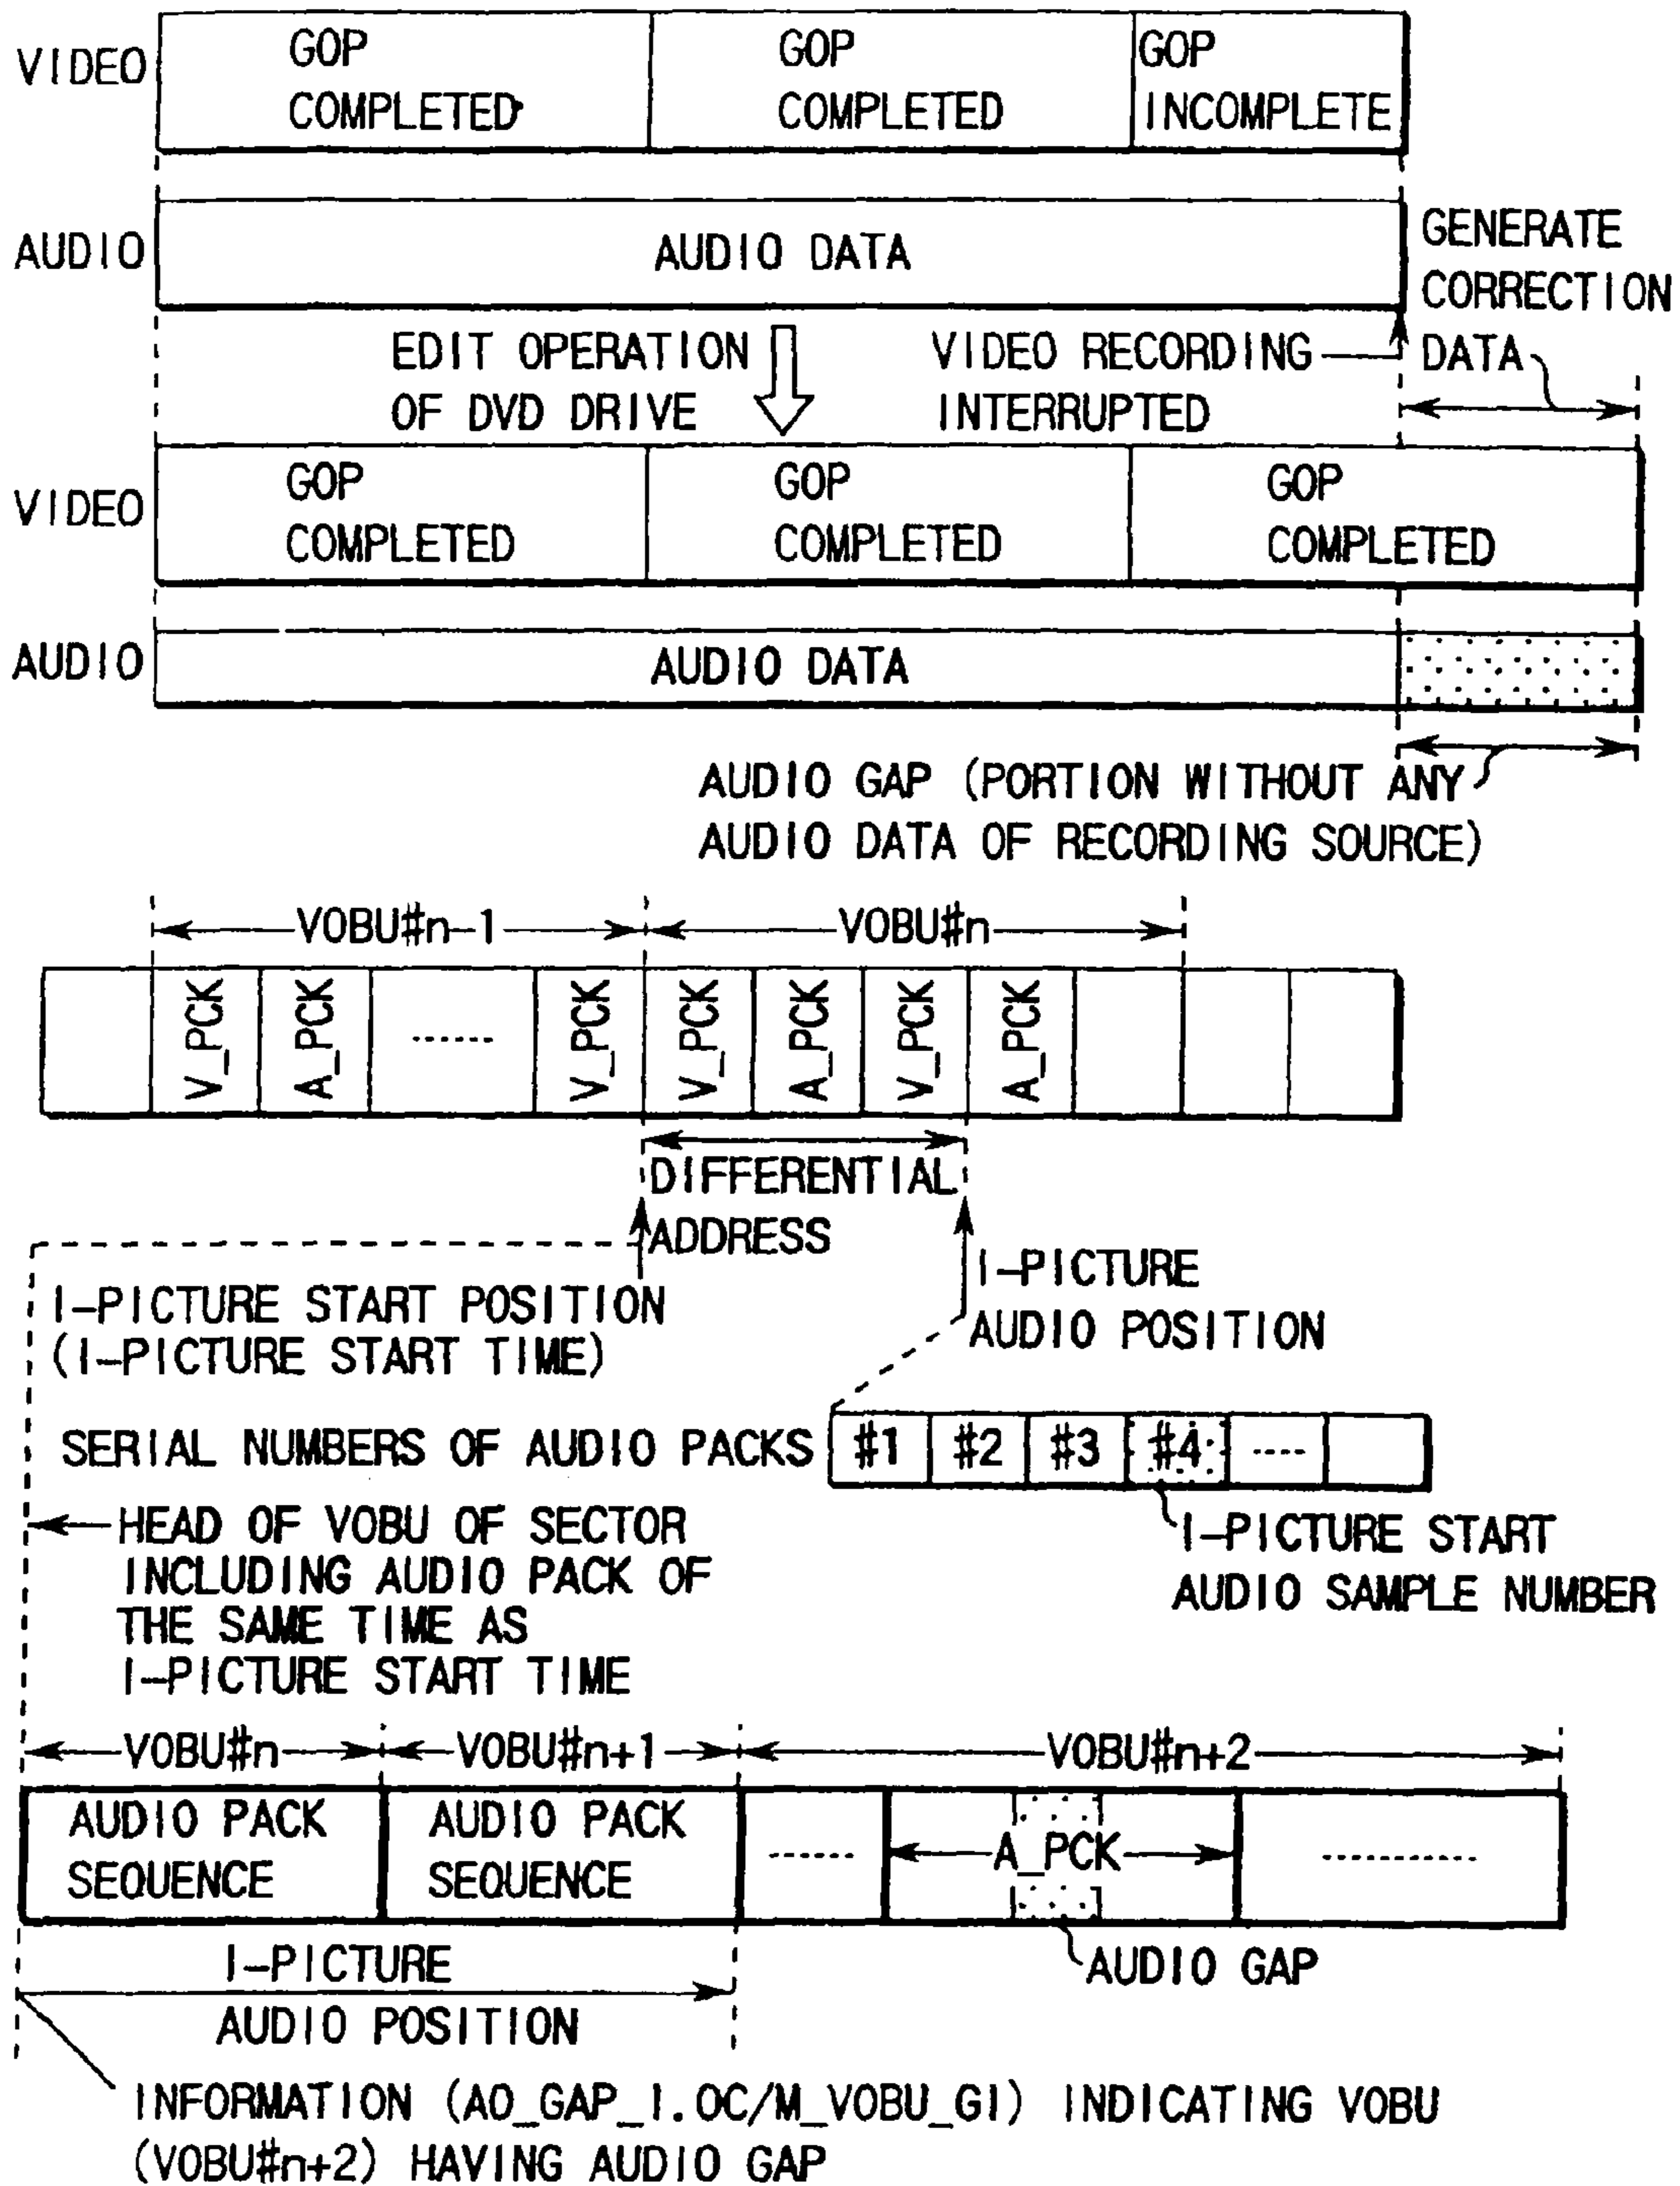 VIDEO
GOP
COMPLETED
GOP
COMPLETED
GOP
INCOMPLETE
AUDIO
AUDIO DATA
GENERATE
CORRECTION
DATA
EDIT OPERATION
OF DVD DRIVE
VIDEO RECORDING
INTERRUPTED
VIDEO
GOP
COMPLETED
GOP
COMPLETED
GOP
COMPLETED
AUDIO
AUDIO DATA
AUDIO GAP (PORTION WITHOUT ANY
AUDIO DATA OF RECORDING SOURCE)
VOBU#n-1
VOBU#n
V_PCK
A_PCK
------
V_PCK
V_PCK
A_PCK
V_PCK
A_PCK
DIFFERENTIAL
ADDRESS
I-PICTURE START POSITION
(I-PICTURE START TIME)
I-PICTURE
AUDIO POSITION
SERIAL NUMBERS OF AUDIO PACKS
#1
#2
#3
#4
----
I-PICTURE START
AUDIO SAMPLE NUMBER
HEAD OF VOBU OF SECTOR
INCLUDING AUDIO PACK OF
THE SAME TIME AS
I-PICTURE START TIME
VOBU#n
VOBU#n+1
VOBU#n+2
AUDIO PACK
SEQUENCE
AUDIO PACK
SEQUENCE
------
A_PCK
-----------
AUDIO GAP
I-PICTURE
AUDIO POSITION
INFORMATION (A0_GAP_I.OC/M_VOBU_GI) INDICATING VOBU
(VOBU#n+2) HAVING AUDIO GAP